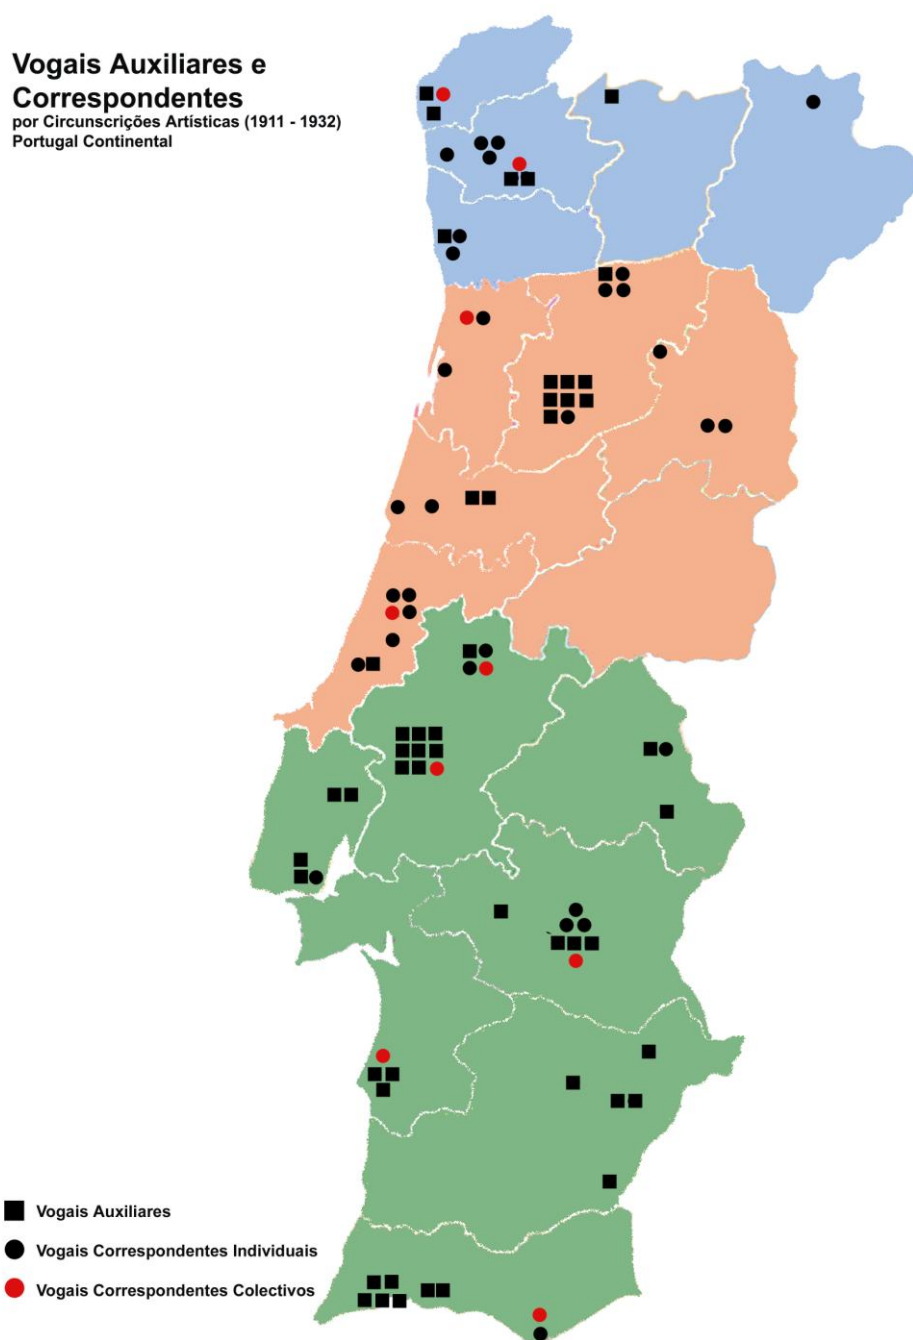 Vogais Auxiliares e
Correspondentes
por Circunscrições Artísticas (1911 - 1932)
Portugal Continental
Vogais Auxiliares
Vogais Correspondentes Individuais
Vogais Correspondentes Colectivos